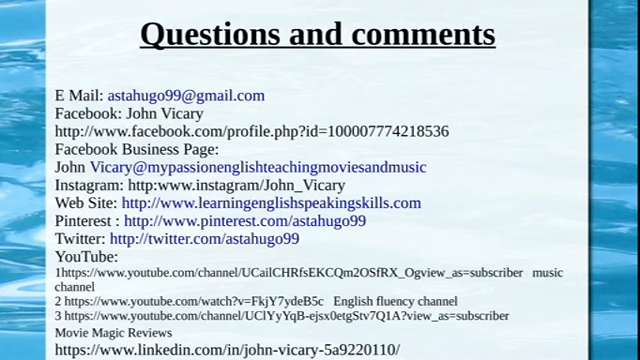 Questions and comments
E Mail: astahugo99@gmail.com
Facebook: John Vicary
http://www.facebook.com/profile.php?id=100007774218536
Facebook Business Page:
John Vicary@mypassionenglishteachingmoviesandmusic
Instagram: http:www.instagram/John_Vicary
Web Site: http://www.learningenglishspeakingskills.com
Pinterest : http://www.pinterest.com/astahugo99
Twitter: http://twitter.com/astahugo99
YouTube:
1https://www.youtube.com/channel/UCailCHRfsEKCQm2OSfRX_Ogview_as=subscriber music
channel
2 https://www.youtube.com/watch?v=FkjY7ydeB5c English fluency channel
3 https://www.youtube.com/channel/UClYyYqB-ejsx0etgStv7Q1A?view_as=subscriber
Movie Magic Reviews
https://www.linkedin.com/in/john-vicary-5a9220110/